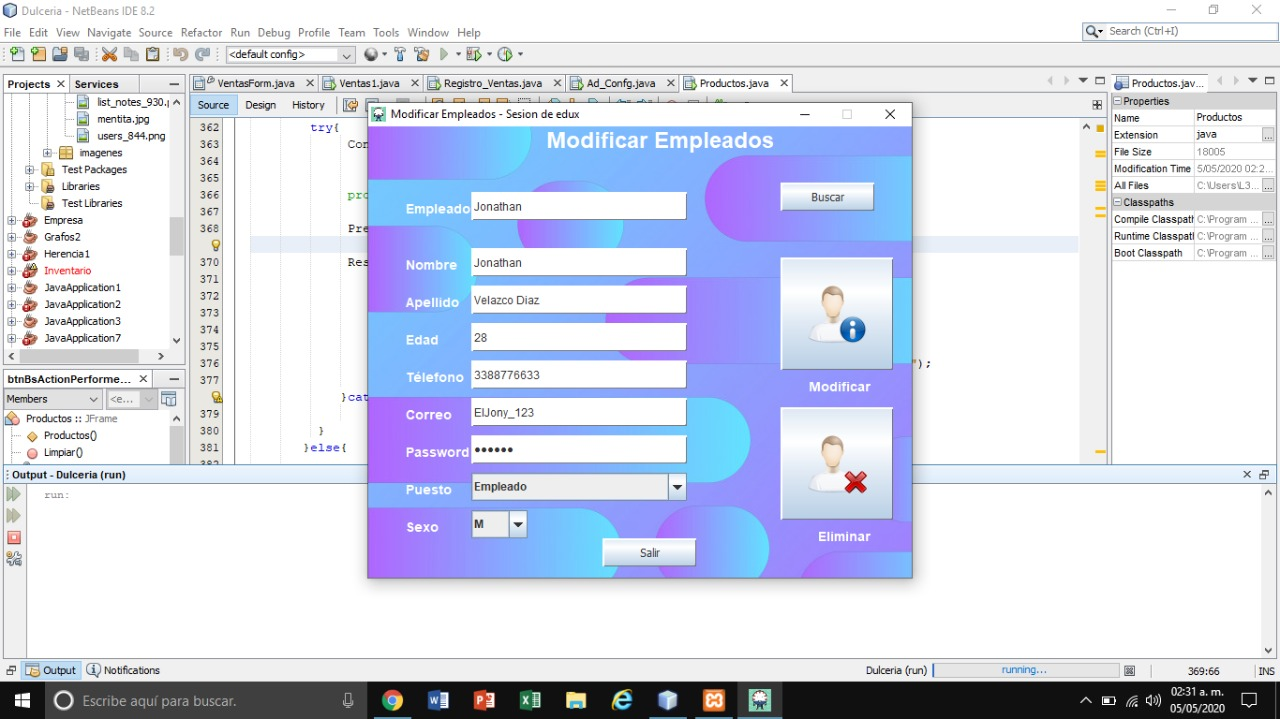 Dulceria - NetBeans IDE 8.2
File Edit View Navigate Source Refactor Run Debug Profile Team Tools Window Help
Search (Ctrl+I)
<default config>
Projects Services
VentasForm.java Ventas1.java Registro_Ventas.java Ad_Confg.java Productos.java
Productos.jav...
Source Design History
list_notes_930.
mentita.jpg
users_844.png
imagenes
Test Packages
Libraries
Test Libraries
Empresa
Grafos2
Herencia1
Inventario
JavaApplication1
JavaApplication2
JavaApplication3
JavaApplication7
btnBsActionPerforme...
Members <e...
Productos :: JFrame
Productos()
Limpiar()
362 try{
363 Con
364
365
366 pro
367
368 Pre
370 Res
371
372
373
374
375
376 ");
377
}cat
379
380 }
381 }else{
382
Modificar Empleados - Sesion de edux
Modificar Empleados
Empleado Jonathan
Buscar
Nombre Jonathan
Apellido Velazco Diaz
Edad 28
Télefono 3388776633
Modificar
Correo ElJony_123
Password ••••••
Puesto Empleado
Sexo M
Eliminar
Salir
Properties
Name Productos
Extension java ...
File Size 18005
Modification Time 5/05/2020 02:2...
All Files C:\Users\L3... ...
Classpaths
Compile Classpath C:\Program ... ...
Runtime Classpath C:\Program ... ...
Boot Classpath C:\Program ... ...
Output - Dulceria (run)
run:
Output Notifications
Dulceria (run) running...
369:66 INS
Escribe aquí para buscar.
02:31 a. m.
05/05/2020